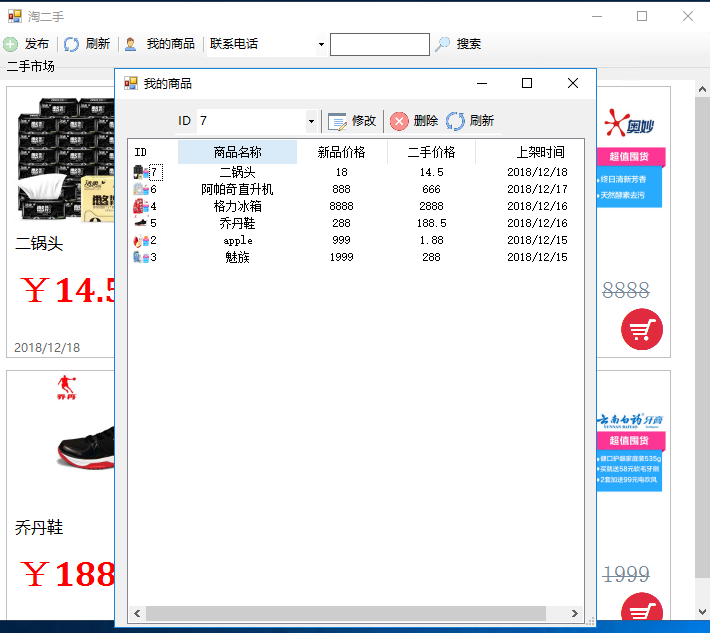 淘二手
发布 刷新 我的商品 联系电话 搜索
二手市场
我的商品
ID 7 修改 删除 刷新
ID 商品名称 新品价格 二手价格 上架时间
7 二锅头 18 14.5 2018/12/18
6 阿帕奇直升机 888 666 2018/12/17
4 格力冰箱 8888 2888 2018/12/16
5 乔丹鞋 288 188.5 2018/12/16
2 apple 999 1.88 2018/12/15
3 魅族 1999 288 2018/12/15
二锅头
￥14.5
2018/12/18
奥妙
超值囤货
终日清新芳香
天然酵素去污
8888
乔丹
乔丹鞋
￥188
云南白药牙膏
YUNNAN BAIYAO
超值囤货
健口护龈家庭装535g
买就送58元软毛牙刷
2套加送99元电吹风
1999